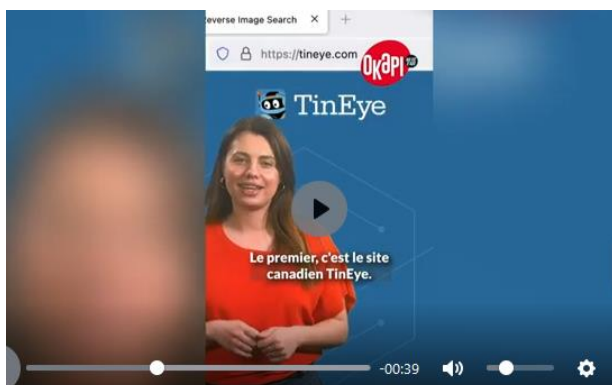 everse Image Search ×
https://tineye.com
OKAPI
TinEye
Le premier, c'est le site
canadien TinEye.
-00:39